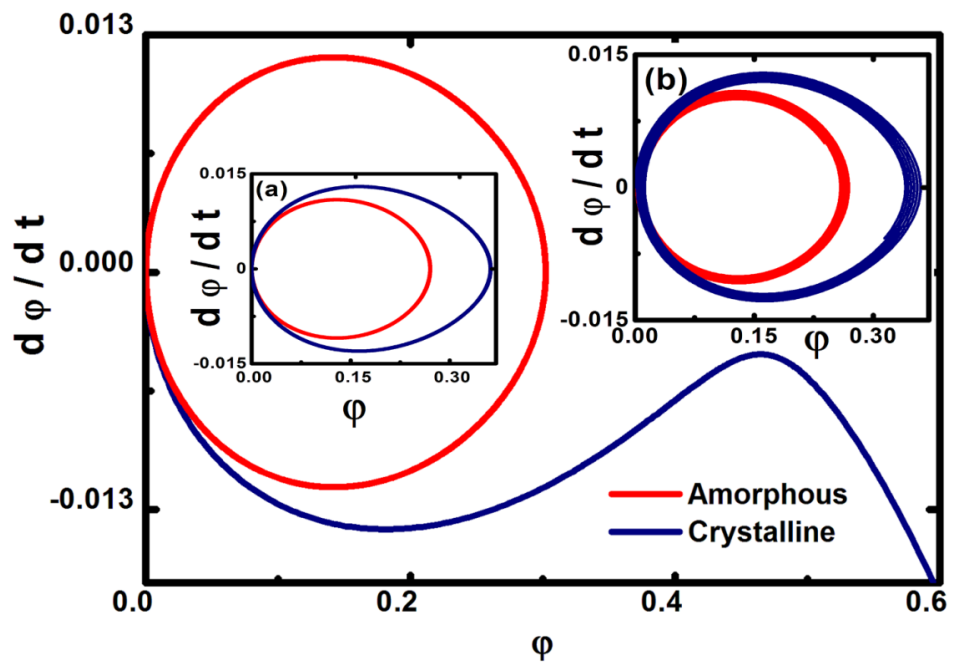 0.013
0.000
-0.013
d φ / d t
0.0
0.2
0.4
0.6
φ
(a)
0.015
0
-0.015
d φ / d t
0.00
0.15
0.30
φ
(b)
0.015
0
-0.015
d φ / d t
0.00
0.15
0.30
φ
Amorphous
Crystalline